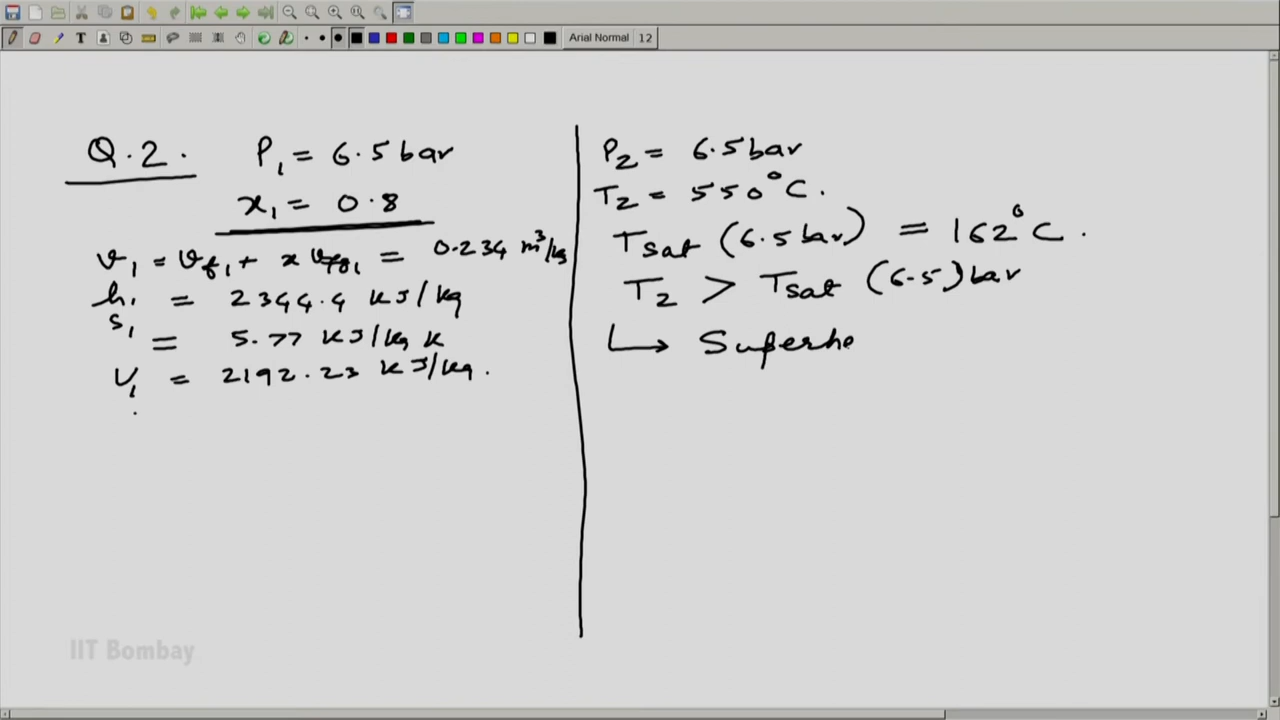 Arial Normal 12
Q.2. P₁ = 6.5 bar
x₁ = 0.8
v₁ = v_f₁ + x v_fg₁ = 0.234 m³/kg
h₁ = 2344.4 kJ/kg
s₁ = 5.77 kJ/kg K
U₁ = 2192.23 kJ/kg.
P₂ = 6.5 bar
T₂ = 550°C.
Tsat (6.5 bar) = 162°C.
T₂ > Tsat (6.5) bar
↳ Superhe
IIT Bombay